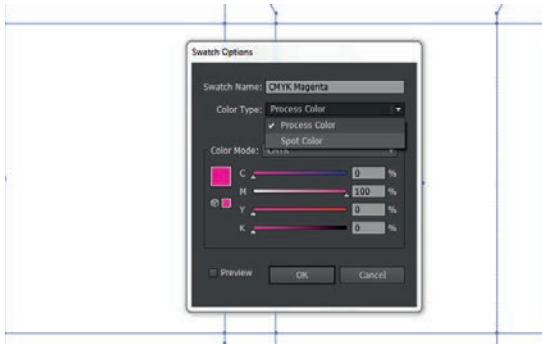 Swatch Options
Swatch Name: CMYK Magenta
Color Type: Process Color
Process Color
Spot Color
Color Mode: CMYK
C 0 %
M 100 %
Y 0 %
K 0 %
Preview OK Cancel